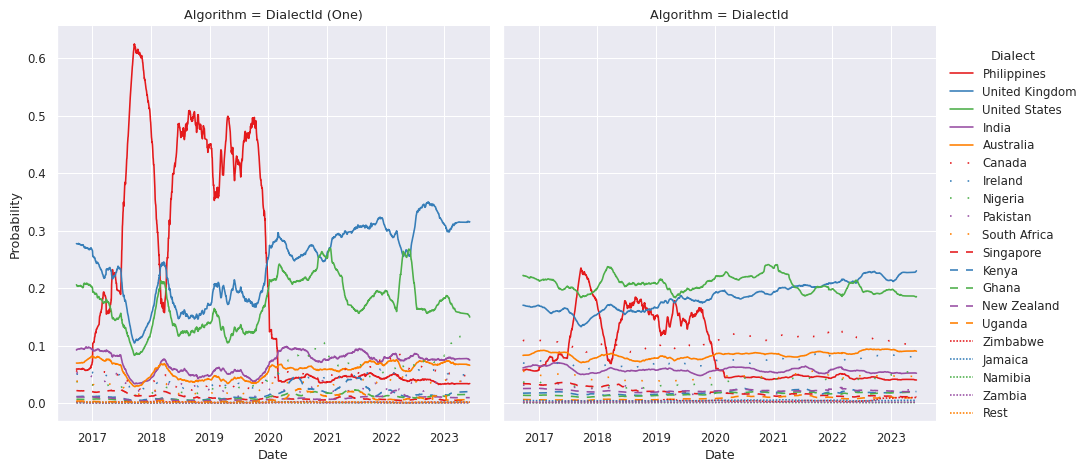 Algorithm = DialectId (One)
Algorithm = DialectId
Probability
0.6
0.5
0.4
0.3
0.2
0.1
0.0
2017 2018 2019 2020 2021 2022 2023
Date
2017 2018 2019 2020 2021 2022 2023
Date
Dialect
Philippines
United Kingdom
United States
India
Australia
Canada
Ireland
Nigeria
Pakistan
South Africa
Singapore
Kenya
Ghana
New Zealand
Uganda
Zimbabwe
Jamaica
Namibia
Zambia
Rest